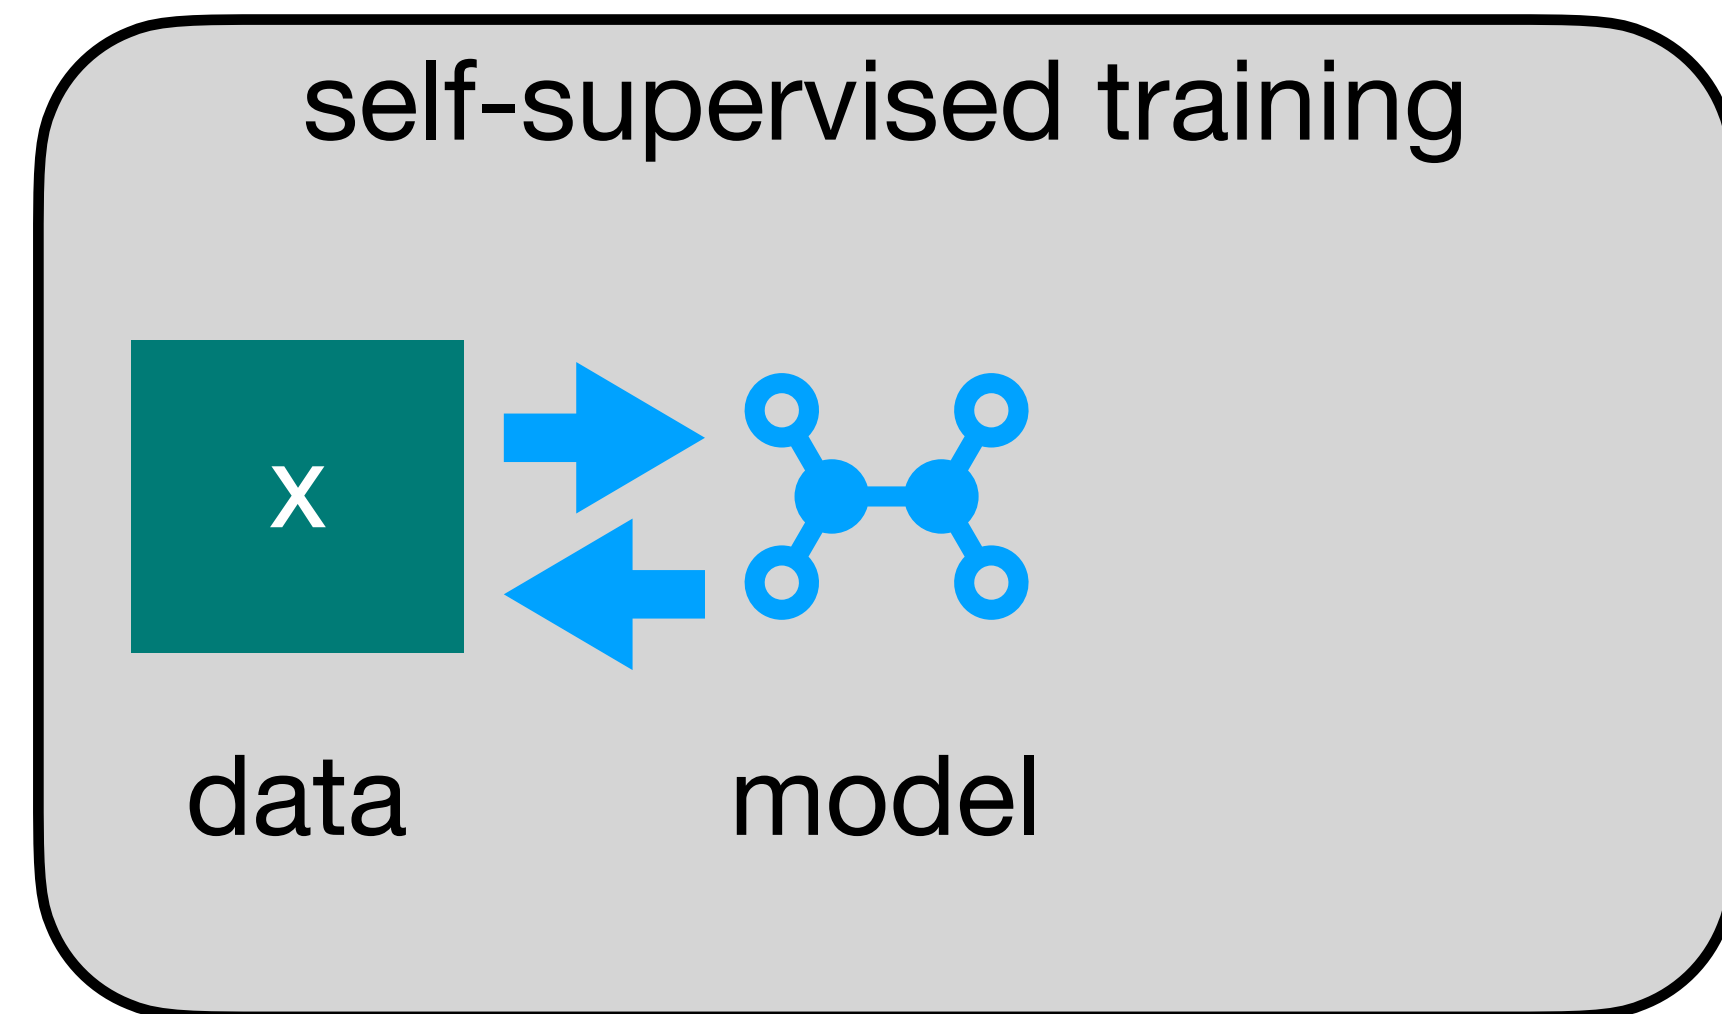 self-supervised training
x
data
model